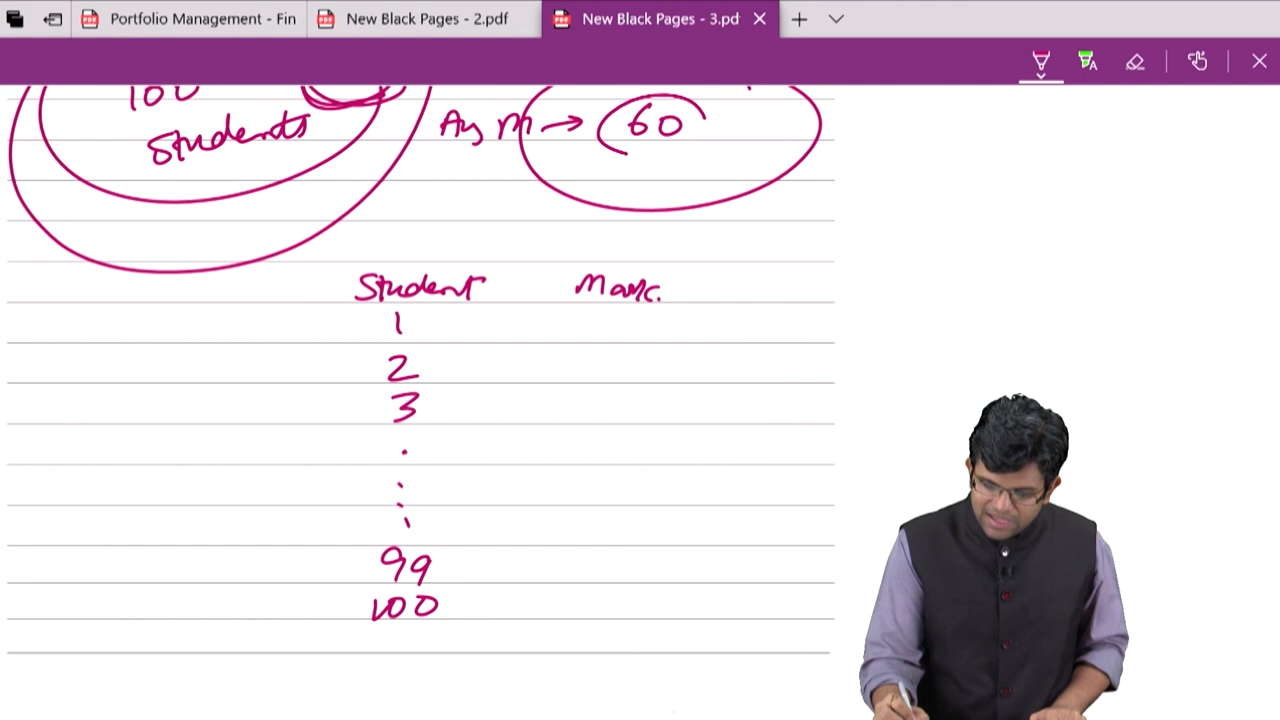 Portfolio Management - Fin
New Black Pages - 2.pdf
New Black Pages - 3.pd
100
Students
Avg M → 60
Student Mark.
1
2
3
99
100